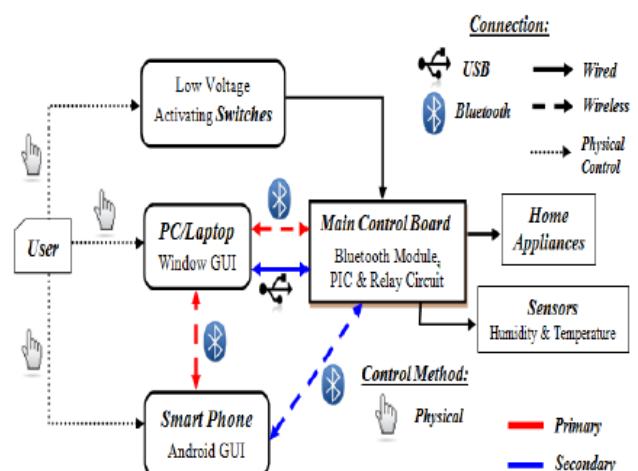 Connection:
USB
Wired
Bluetooth
Wireless
Physical
Control
Low Voltage
Activating Switches
User
PC/Laptop
Window GUI
Main Control Board
Bluetooth Module,
PIC & Relay Circuit
Home
Appliances
Sensors
Humidity & Temperature
Smart Phone
Android GUI
Control Method:
Physical
Primary
Secondary